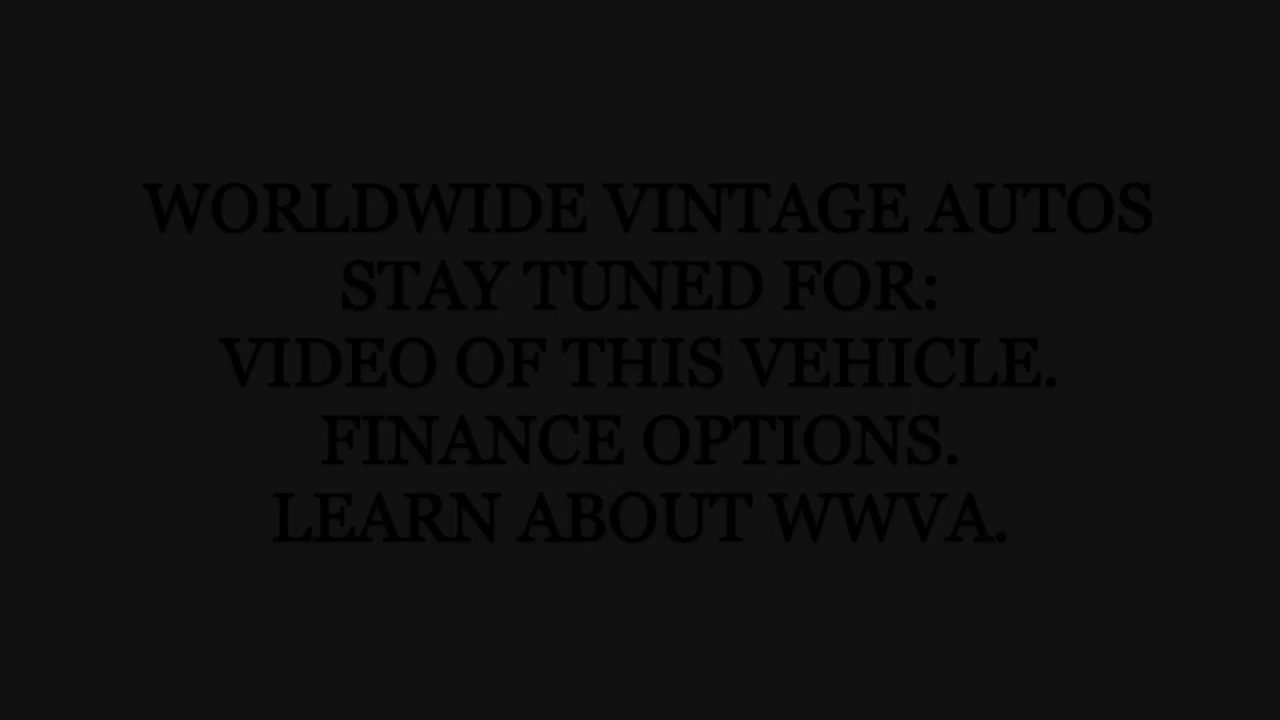 WORLDWIDE VINTAGE AUTOS
STAY TUNED FOR:
VIDEO OF THIS VEHICLE.
FINANCE OPTIONS.
LEARN ABOUT WWVA.